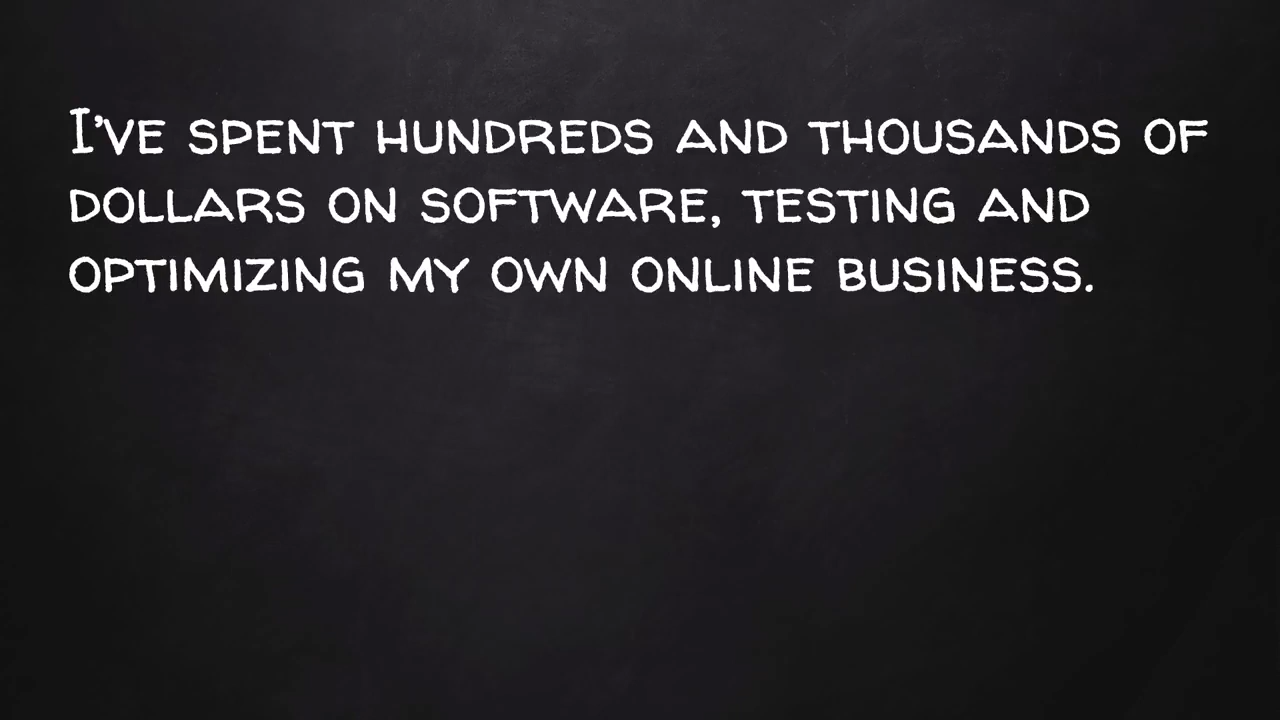 I'VE SPENT HUNDREDS AND THOUSANDS OF
DOLLARS ON SOFTWARE, TESTING AND
OPTIMIZING MY OWN ONLINE BUSINESS.